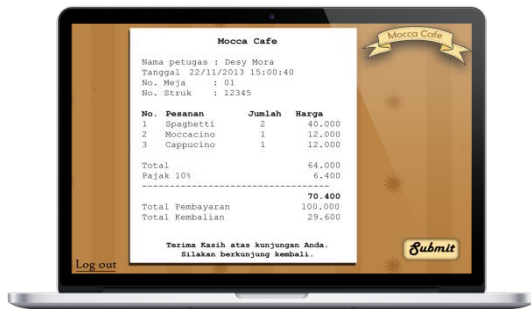 Mocca Cafe
Mocca Cafe
Nama petugas : Desy Mora
Tanggal 22/11/2013 15:00:40
No. Meja : 01
No. Struk : 12345
No. Pesanan Jumlah Harga
1 Spaghetti 2 40.000
2 Moccacino 1 12.000
3 Cappucino 1 12.000
Total 64.000
Pajak 10% 6.400
70.400
Total Pembayaran 100.000
Total Kembalian 29.600
Terima Kasih atas kunjungan Anda.
Silakan berkunjung kembali.
Submit
Log out